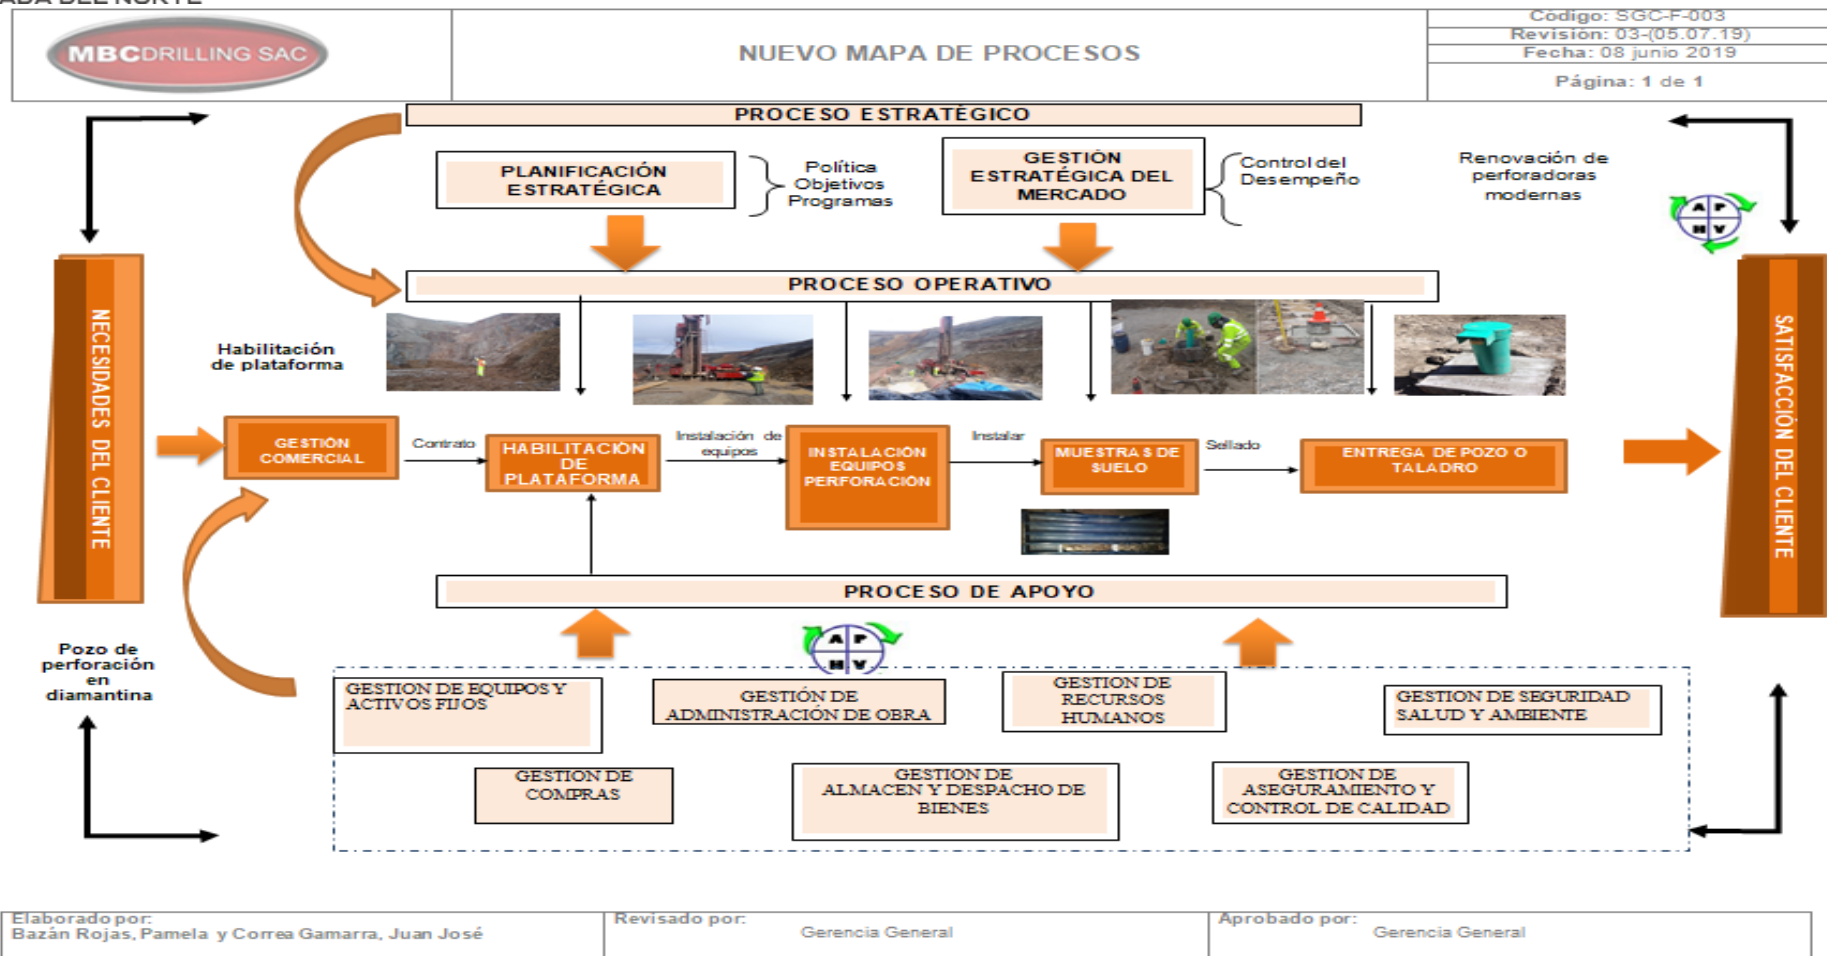 MBCDRILLING SAC
NUEVO MAPA DE PROCESOS
Código: SGC-F-003
Revisión: 03-(05.07.19)
Fecha: 08 junio 2019
Página: 1 de 1
PROCESO ESTRATÉGICO
PLANIFICACIÓN
ESTRATÉGICA
Política
Objetivos
Programas
GESTIÓN
ESTRATÉGICA DEL
MERCADO
Control del
Desempeño
Renovación de
perforadoras
modernas
A P
H V
PROCESO OPERATIVO
NECESIDADES DEL CLIENTE
Habilitación
de plataforma
GESTIÓN
COMERCIAL
Contrato
HABILITACIÓN
DE
PLATAFORMA
Instalación de
equipos
INSTALACIÓN
EQUIPOS
PERFORACIÓN
Instalar
MUESTRAS DE
SUELO
Sellado
ENTREGA DE POZO O
TALADRO
SATISFACCIÓN DEL CLIENTE
PROCESO DE APOYO
A P
H V
Pozo de
perforación
en
diamantina
GESTION DE EQUIPOS Y
ACTIVOS FIJOS
GESTIÓN DE
ADMINISTRACIÓN DE OBRA
GESTION DE
RECURSOS
HUMANOS
GESTION DE SEGURIDAD
SALUD Y AMBIENTE
GESTION DE
COMPRAS
GESTION DE
ALMACEN Y DESPACHO DE
BIENES
GESTION DE
ASEGURAMIENTO Y
CONTROL DE CALIDAD
Elaborado por:
Bazán Rojas, Pamela y Correa Gamarra, Juan José
Revisado por:
Gerencia General
Aprobado por:
Gerencia General